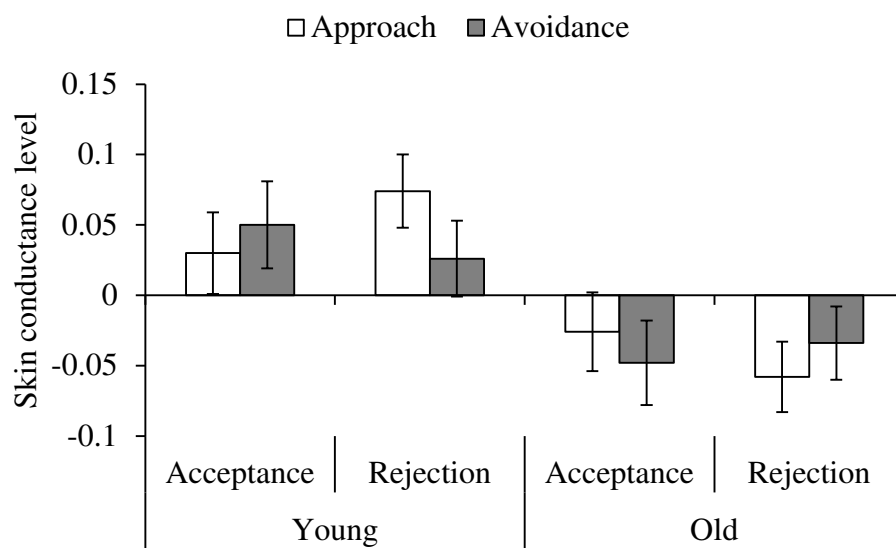 Approach Avoidance
Skin conductance level
0.15
0.1
0.05
0
-0.05
-0.1
Acceptance Rejection Acceptance Rejection
Young Old